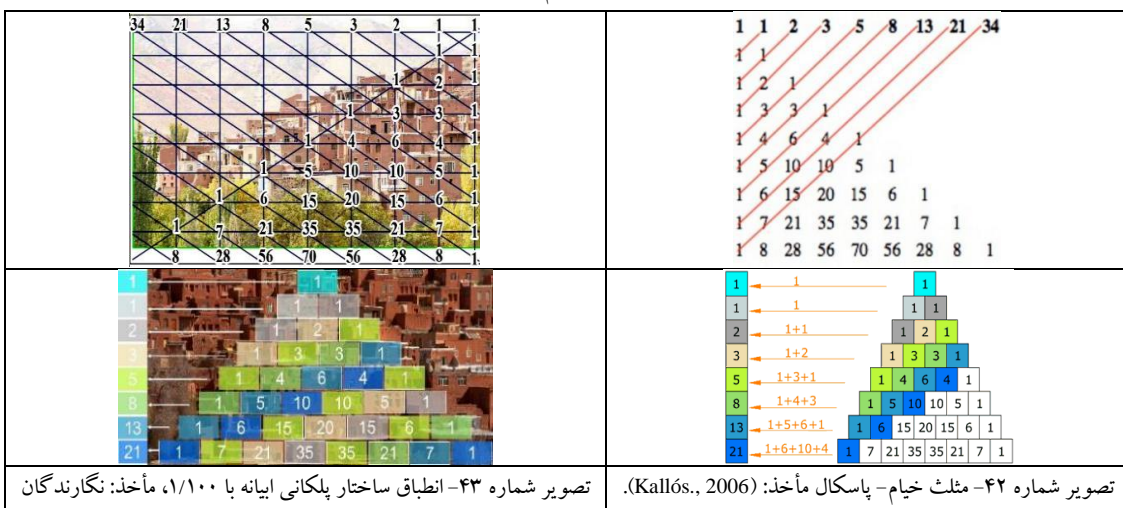 1 1 2 3 5 8 13 21 34
1 1
1 2 1
1 3 3 1
1 4 6 4 1
1 5 10 10 5 1
1 6 15 20 15 6 1
1 7 21 35 35 21 7 1
1 8 28 56 70 56 28 8 1
34 21 13 8 5 3 2 1 1
1 1
1 2 1
1 3 3 1
1 4 6 4 1
1 5 10 10 5 1
1 6 15 20 15 6 1
1 7 21 35 35 21 7 1
8 28 56 70 56 28 8 1
1 1 1
1 1 1 1
2 1+1 1 2 1
3 1+2 1 3 3 1
5 1+3+1 1 4 6 4 1
8 1+4+3 1 5 10 10 5 1
13 1+5+6+1 1 6 15 20 15 6 1
21 1+6+10+4 1 7 21 35 35 21 7 1
1 1
1 1 1
2 1 2 1
3 1 3 3 1
5 1 4 6 4 1
8 1 5 10 10 5 1
13 1 6 15 20 15 6 1
21 1 7 21 35 35 21 7 1
تصویر شماره ۴۲- مثلث خیام- پاسکال مأخذ: (Kallós., 2006).
تصویر شماره ۴۳- انطباق ساختار پلکانی ابیانه با ۱/۱۰۰، مأخذ: نگارندگان